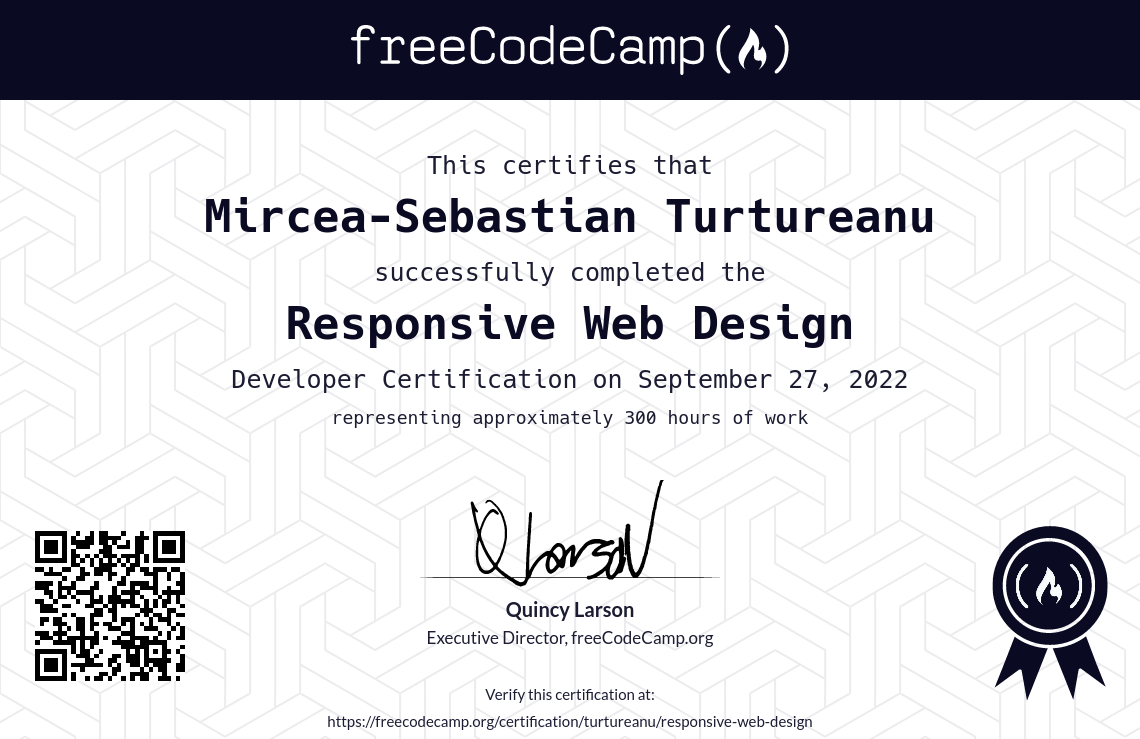 freeCodeCamp
This certifies that
Mircea-Sebastian Turtureanu
successfully completed the
Responsive Web Design
Developer Certification on September 27, 2022
representing approximately 300 hours of work
Q Larson
Quincy Larson
Executive Director, freeCodeCamp.org
Verify this certification at:
https://freecodecamp.org/certification/turtureanu/responsive-web-design